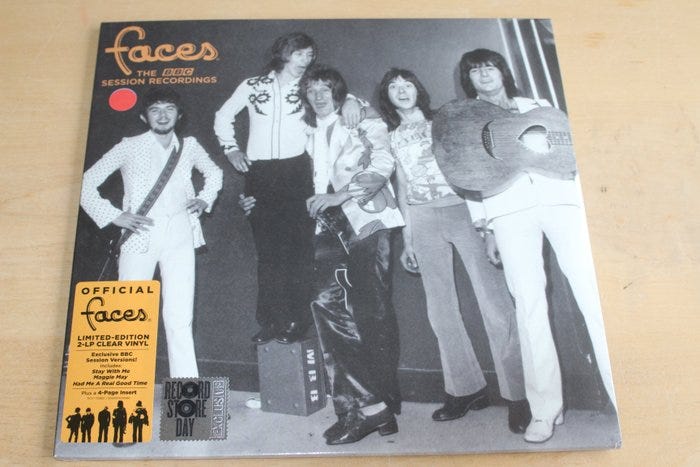 faces
THE BBC
SESSION RECORDINGS
OFFICIAL
faces
LIMITED-EDITION
2-LP CLEAR VINYL
Exclusive BBC
Session Versions!
Includes:
Stay With Me
Maggie May
Had Me A Real Good Time
Plus a 4-Page Insert
RECORD
STORE
DAY
EXCLUSIVE